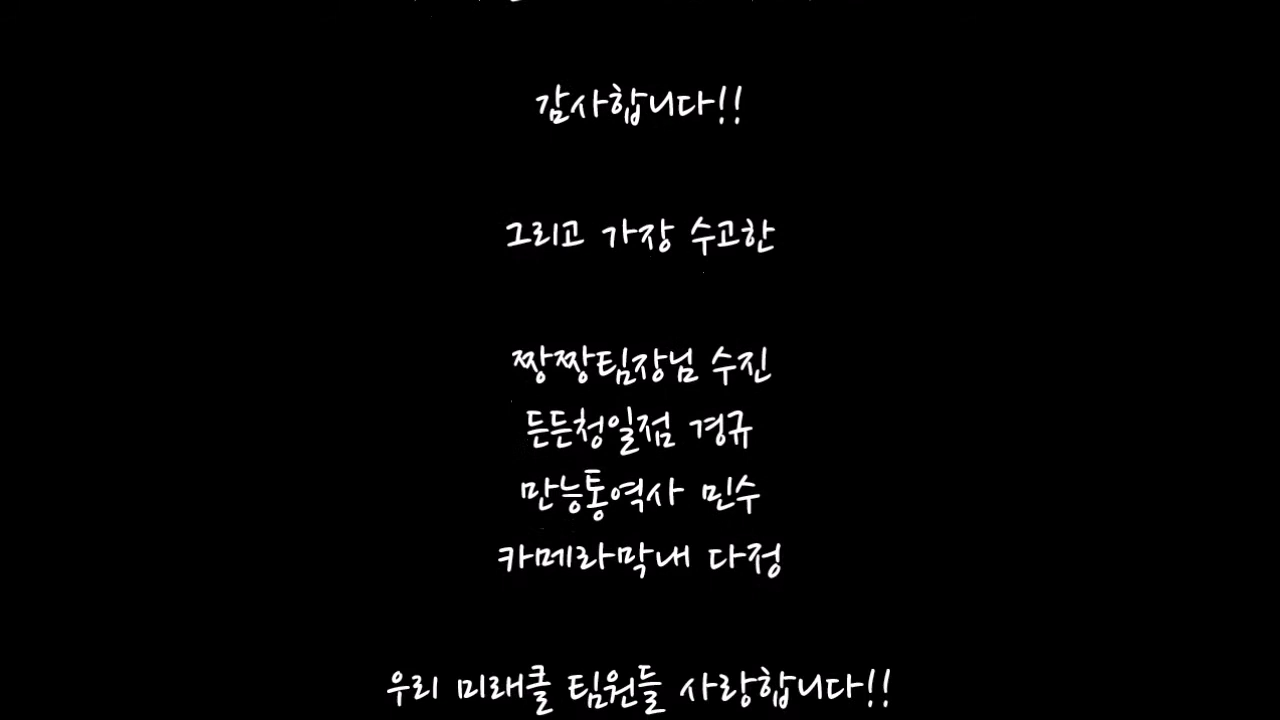 감사합니다!!
그리고 가장 수고한
짱짱팀장님 수진
든든청일점 경규
만능통역사 민수
카메라막내 다정
우리 미래클 팀원들 사랑합니다!!